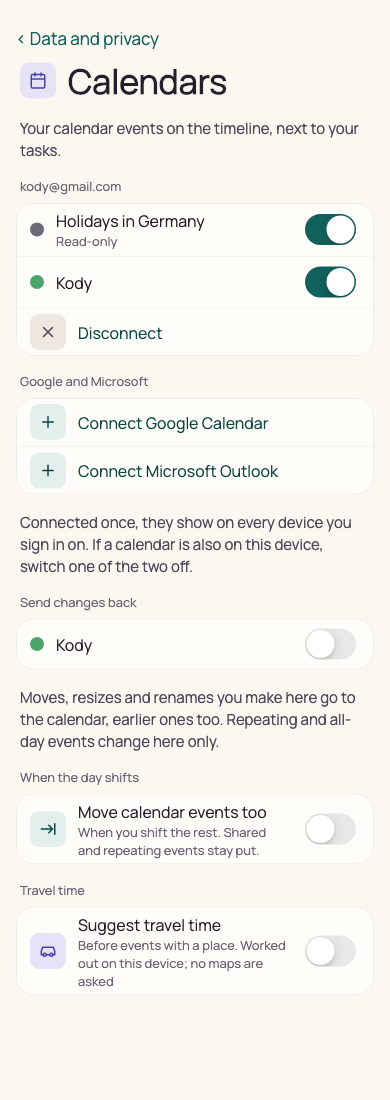 ‹ Data and privacy
Calendars
Your calendar events on the timeline, next to your
tasks.
kody@gmail.com
Holidays in Germany
Read-only
Kody
Disconnect
Google and Microsoft
Connect Google Calendar
Connect Microsoft Outlook
Connected once, they show on every device you
sign in on. If a calendar is also on this device,
switch one of the two off.
Send changes back
Kody
Moves, resizes and renames you make here go to
the calendar, earlier ones too. Repeating and all-
day events change here only.
When the day shifts
Move calendar events too
When you shift the rest. Shared
and repeating events stay put.
Travel time
Suggest travel time
Before events with a place. Worked
out on this device; no maps are
asked